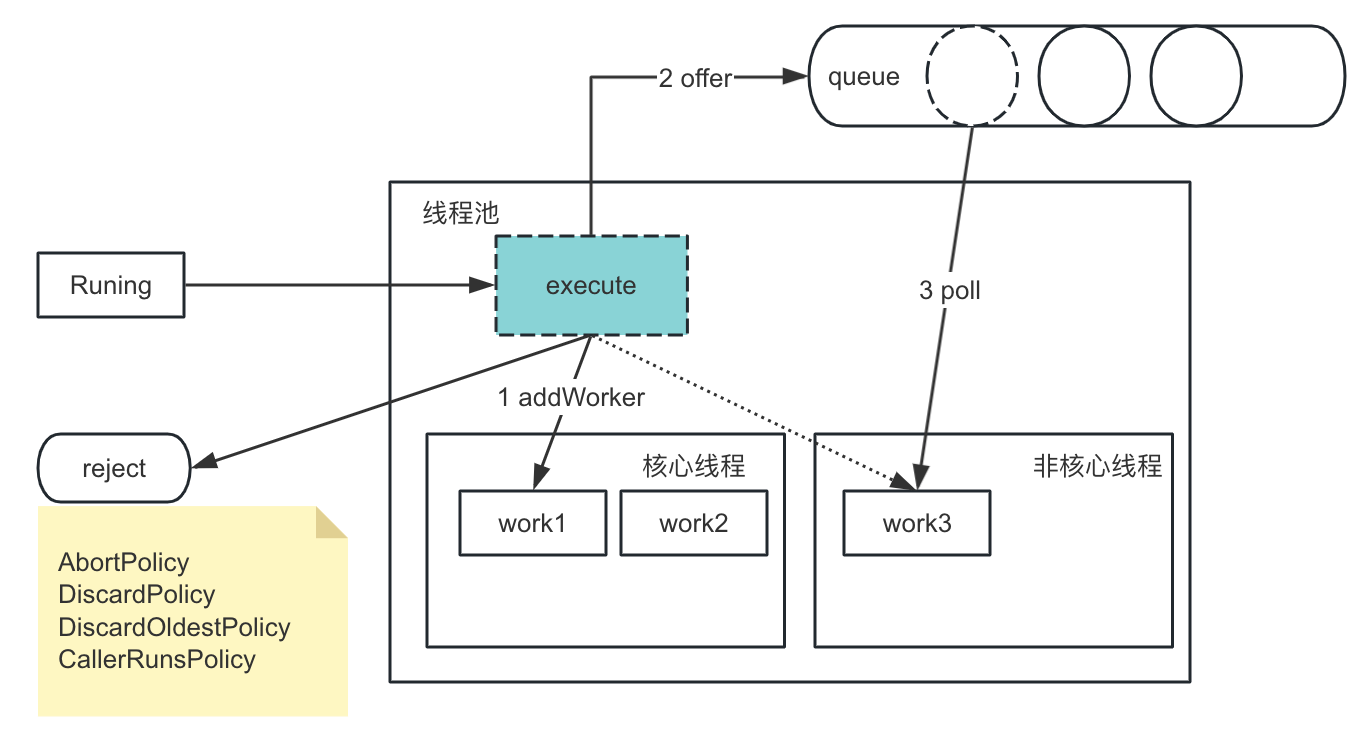 2 offer
queue
线程池
Runing
execute
3 poll
1 addWorker
reject
核心线程
非核心线程
work1
work2
work3
AbortPolicy
DiscardPolicy
DiscardOldestPolicy
CallerRunsPolicy